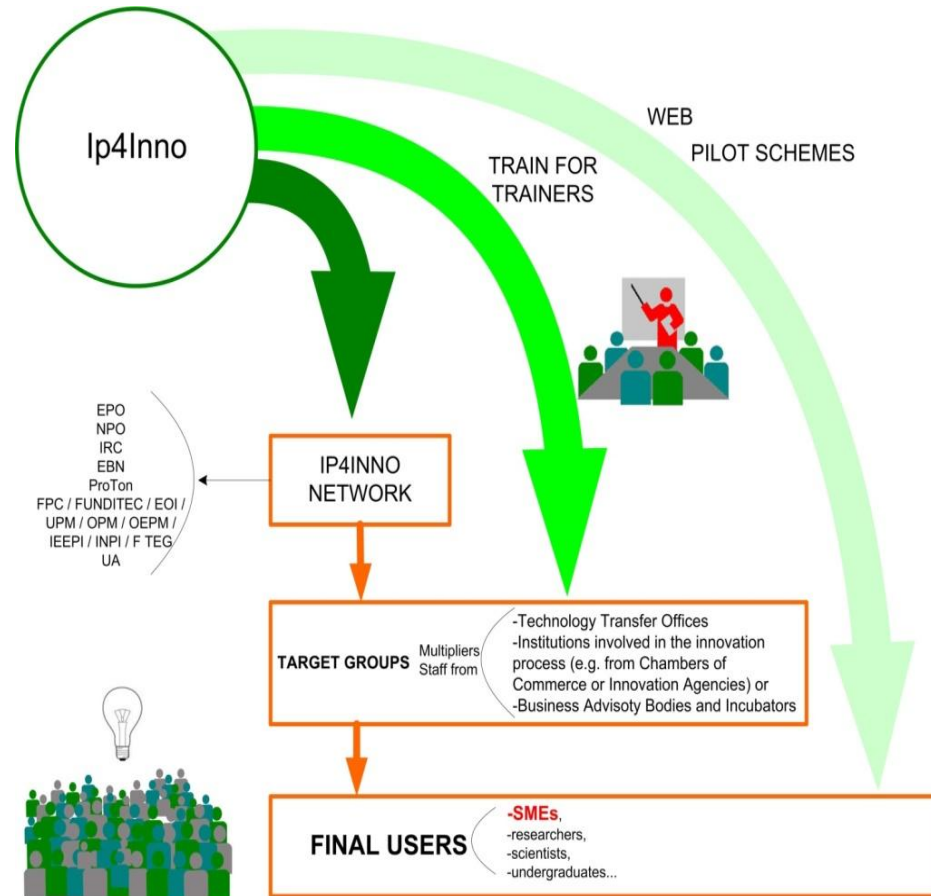 Ip4Inno
WEB
PILOT SCHEMES
TRAIN FOR
TRAINERS
EPO
NPO
IRC
EBN
ProTon
FPC / FUNDITEC / EOI /
UPM / OPM / OEPM /
IEEPI / INPI / F TEG
UA
IP4INNO
NETWORK
TARGET GROUPS
Multipliers
Staff from
-Technology Transfer Offices
-Institutions involved in the innovation
process (e.g. from Chambers of
Commerce or Innovation Agencies) or
-Business Advisoty Bodies and Incubators
FINAL USERS
-SMEs,
-researchers,
-scientists,
-undergraduates...